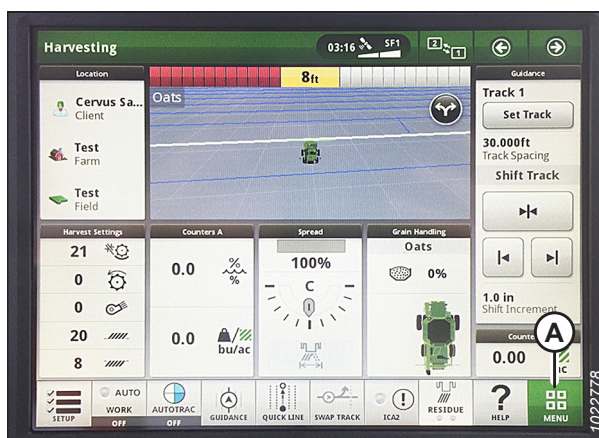 Harvesting
03:16
SF1
2
1
Location
8ft
Guidance
Oats
Cervus Sa...
Client
Test
Farm
Test
Field
Track 1
Set Track
30.000ft
Track Spacing
Shift Track
1.0 in
Shift Increment
Harvest Settings
21
0
0
20
8
Counters A
0.0
%
%
0.0
bu/ac
Spread
100%
C
Grain Handling
Oats
0%
0.00
A
SETUP
AUTO
WORK
OFF
AUTOTRAC
OFF
GUIDANCE
QUICK LINE
SWAP TRACK
ICA2
RESIDUE
?
HELP
MENU
1022778